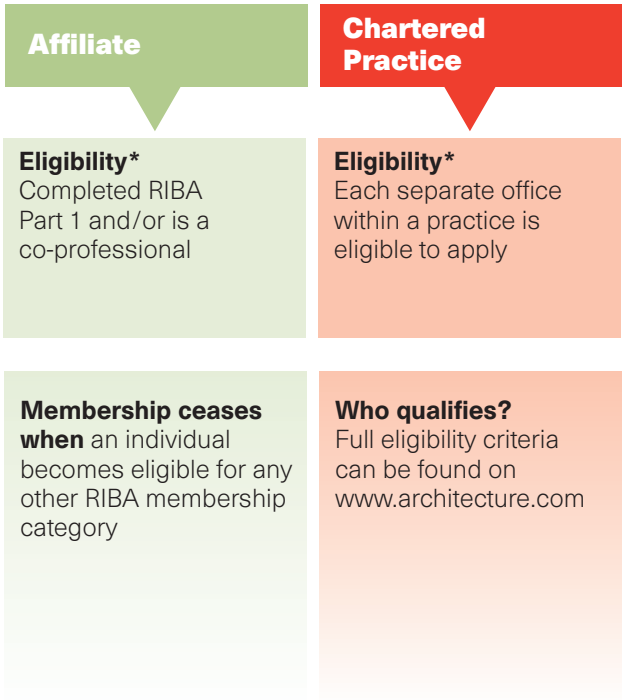 Affiliate
Eligibility*
Completed RIBA
Part 1 and/or is a
co-professional
Membership ceases
when an individual
becomes eligible for any
other RIBA membership
category
Chartered
Practice
Eligibility*
Each separate office
within a practice is
eligible to apply
Who qualifies?
Full eligibility criteria
can be found on
www.architecture.com